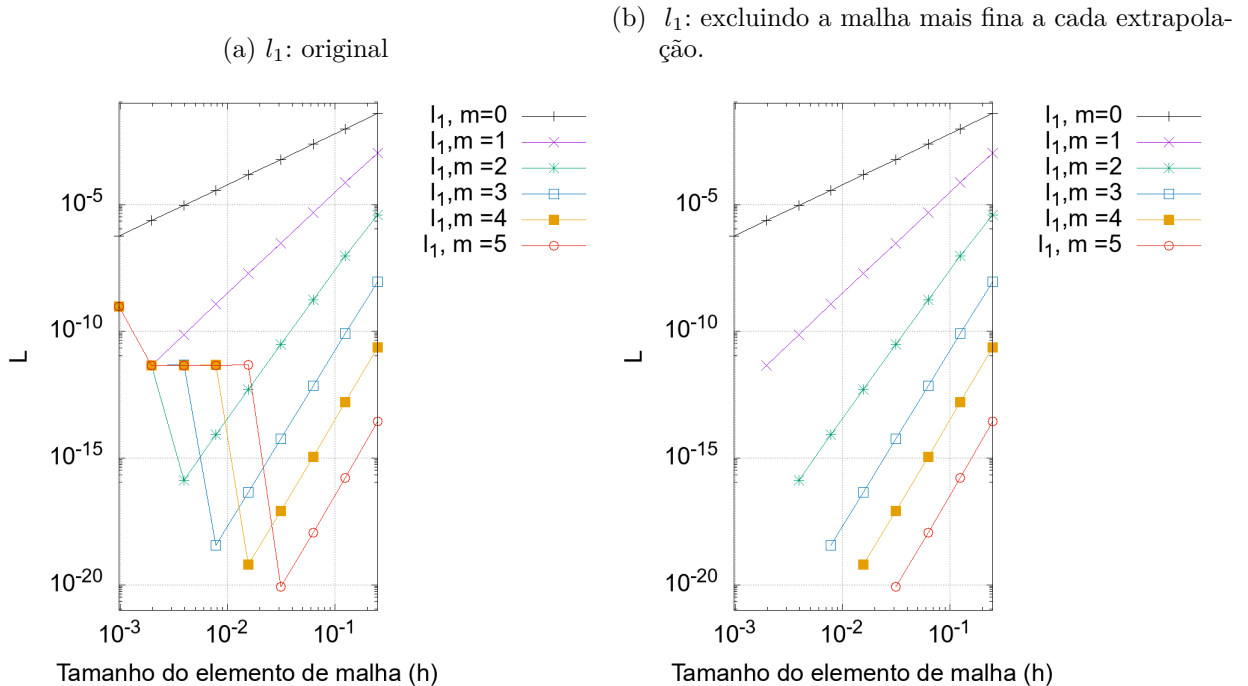 (a) l₁: original
l₁, m=0
l₁,m =1
l₁,m =2
l₁, m =3
l₁,m =4
l₁, m =5
L
10⁻⁵
10⁻¹⁰
10⁻¹⁵
10⁻²⁰
10⁻³ 10⁻² 10⁻¹
Tamanho do elemento de malha (h)
(b) l₁: excluindo a malha mais fina a cada extrapola-
ção.
l₁, m=0
l₁,m =1
l₁,m =2
l₁, m =3
l₁,m =4
l₁, m =5
L
10⁻⁵
10⁻¹⁰
10⁻¹⁵
10⁻²⁰
10⁻³ 10⁻² 10⁻¹
Tamanho do elemento de malha (h)